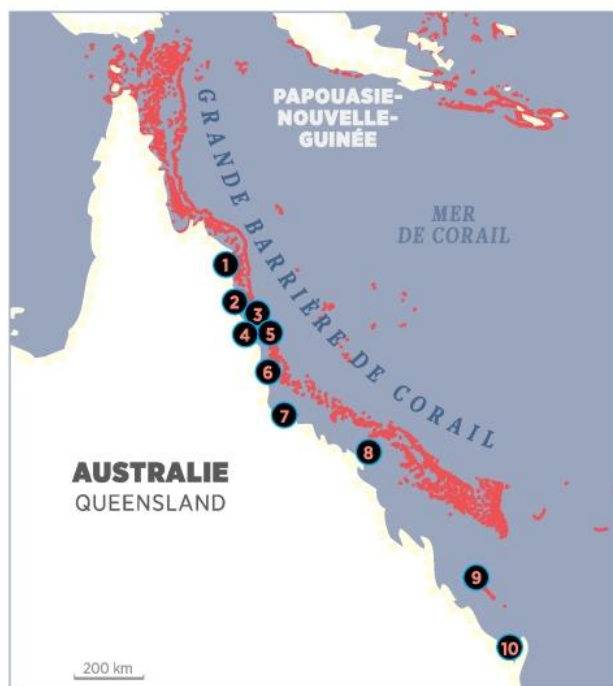 PAPOUASIE-
NOUVELLE-
GUINÉE
GRANDE BARRIÈRE DE CORAIL
MER
DE CORAIL
1
2
3
4
5
6
7
8
AUSTRALIE
QUEENSLAND
9
10
200 km